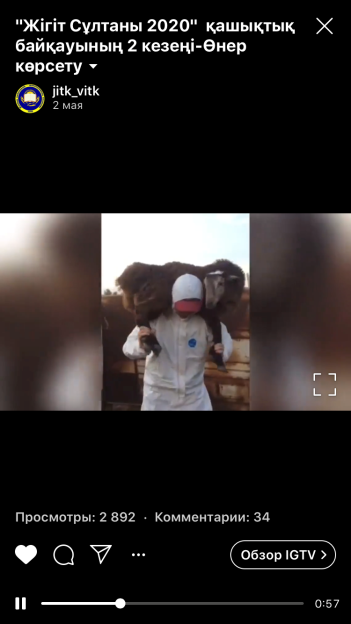 "Жігіт Сұлтаны 2020" қашықтық
байқауының 2 кезеңі-Өнер
көрсету
jitk_vitk
2 мая
Просмотры: 2 892 · Комментарии: 34
Обзор IGTV
0:57